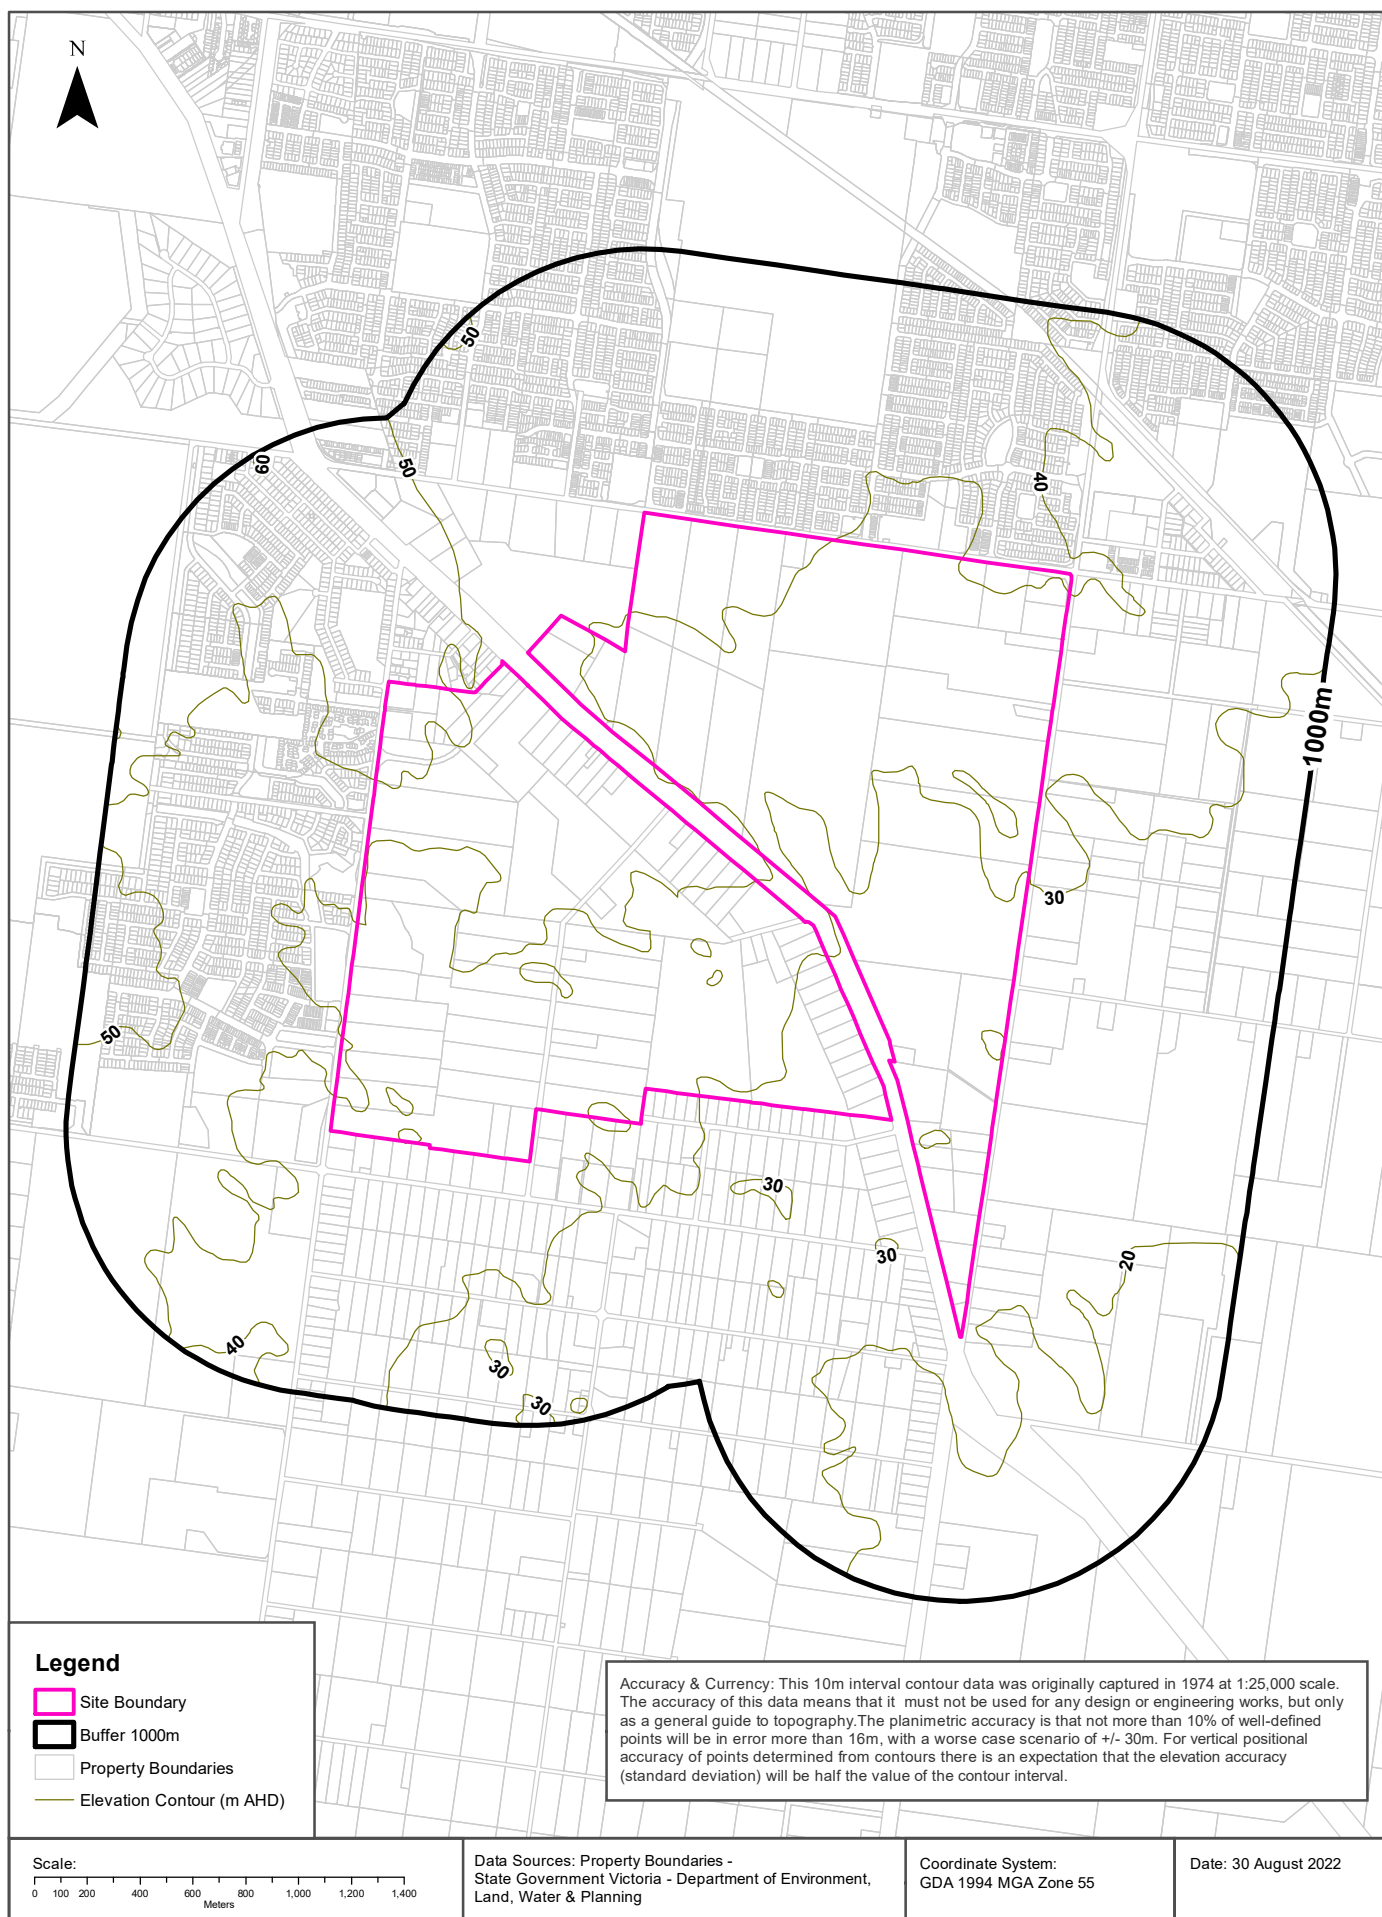 N
50
60
50
40
1000m
30
50
30
30
20
40
30
30
Legend
Site Boundary
Buffer 1000m
Property Boundaries
Elevation Contour (m AHD)
Accuracy & Currency: This 10m interval contour data was originally captured in 1974 at 1:25,000 scale.
The accuracy of this data means that it must not be used for any design or engineering works, but only
as a general guide to topography.The planimetric accuracy is that not more than 10% of well-defined
points will be in error more than 16m, with a worse case scenario of +/- 30m. For vertical positional
accuracy of points determined from contours there is an expectation that the elevation accuracy
(standard deviation) will be half the value of the contour interval.
Scale:
0 100 200 400 600 800 1,000 1,200 1,400
Meters
Data Sources: Property Boundaries -
State Government Victoria - Department of Environment,
Land, Water & Planning
Coordinate System:
GDA 1994 MGA Zone 55
Date: 30 August 2022